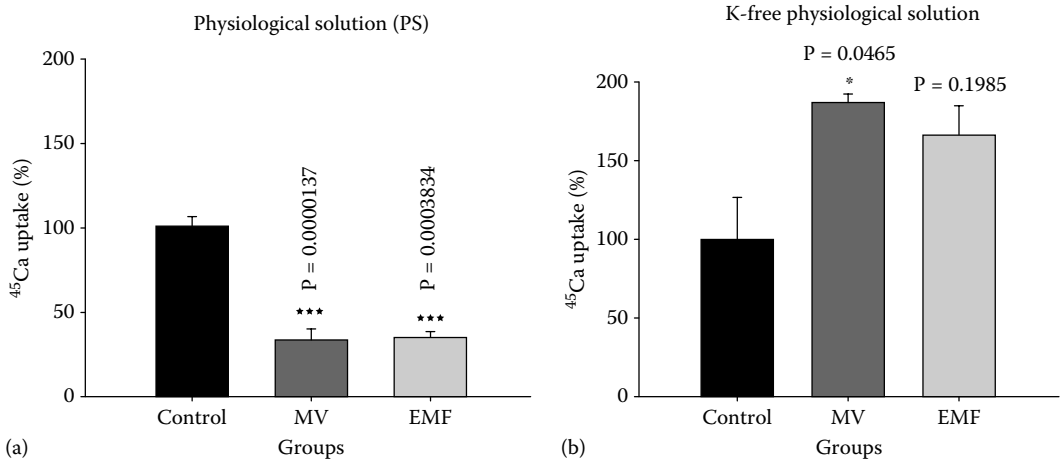 Physiological solution (PS)
200
150
100
50
0
⁴⁵Ca uptake (%)
P = 0.0000137
P = 0.0003834
★★★
★★★
Control
MV
EMF
Groups
(a)
K-free physiological solution
P = 0.0465
*
P = 0.1985
200
150
100
50
0
⁴⁵Ca uptake (%)
Control
MV
EMF
Groups
(b)